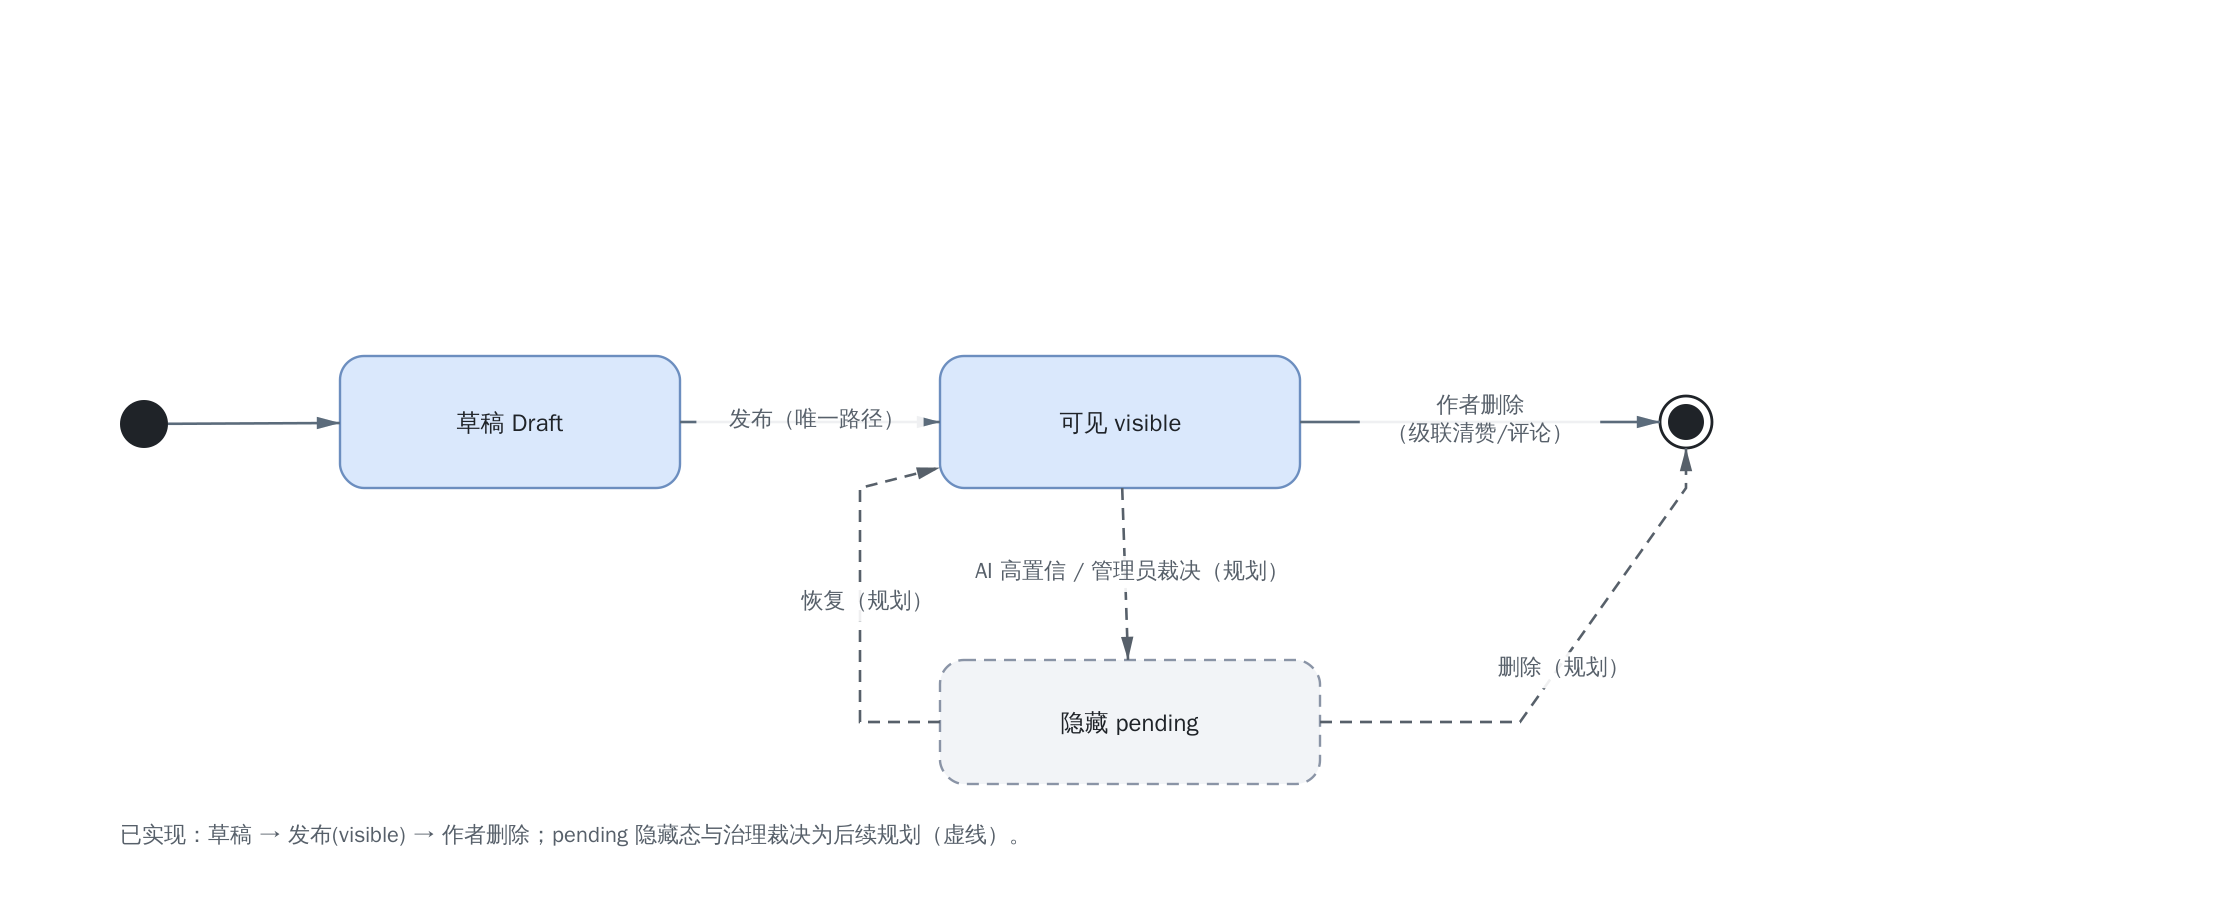 草稿 Draft
发布（唯一路径）
可见 visible
作者删除
（级联清赞/评论）
AI 高置信 / 管理员裁决（规划）
恢复（规划）
删除（规划）
隐藏 pending
已实现：草稿 → 发布(visible) → 作者删除；pending 隐藏态与治理裁决为后续规划（虚线）。